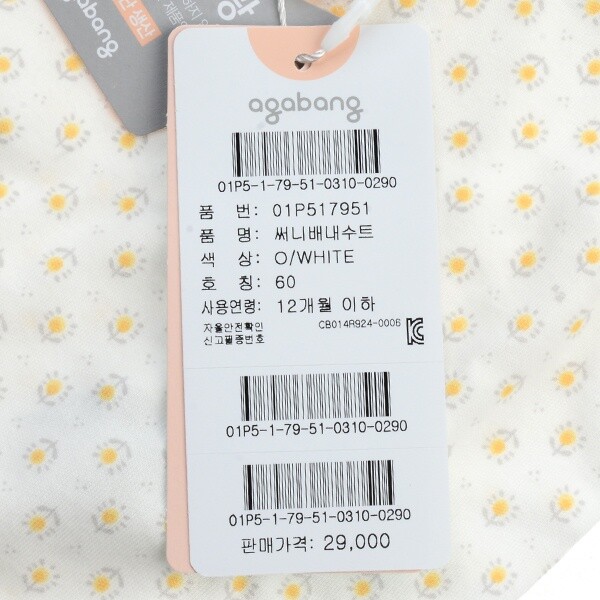 agabang
agabang
01P5-1-79-51-0310-0290
품 번: 01P517951
품 명: 써니배내수트
색 상: O/WHITE
호 칭: 60
사용연령: 12개월 이하
자율안전확인
신고필증번호
CB014R924-0006
01P5-1-79-51-0310-0290
01P5-1-79-51-0310-0290
판매가격: 29,000